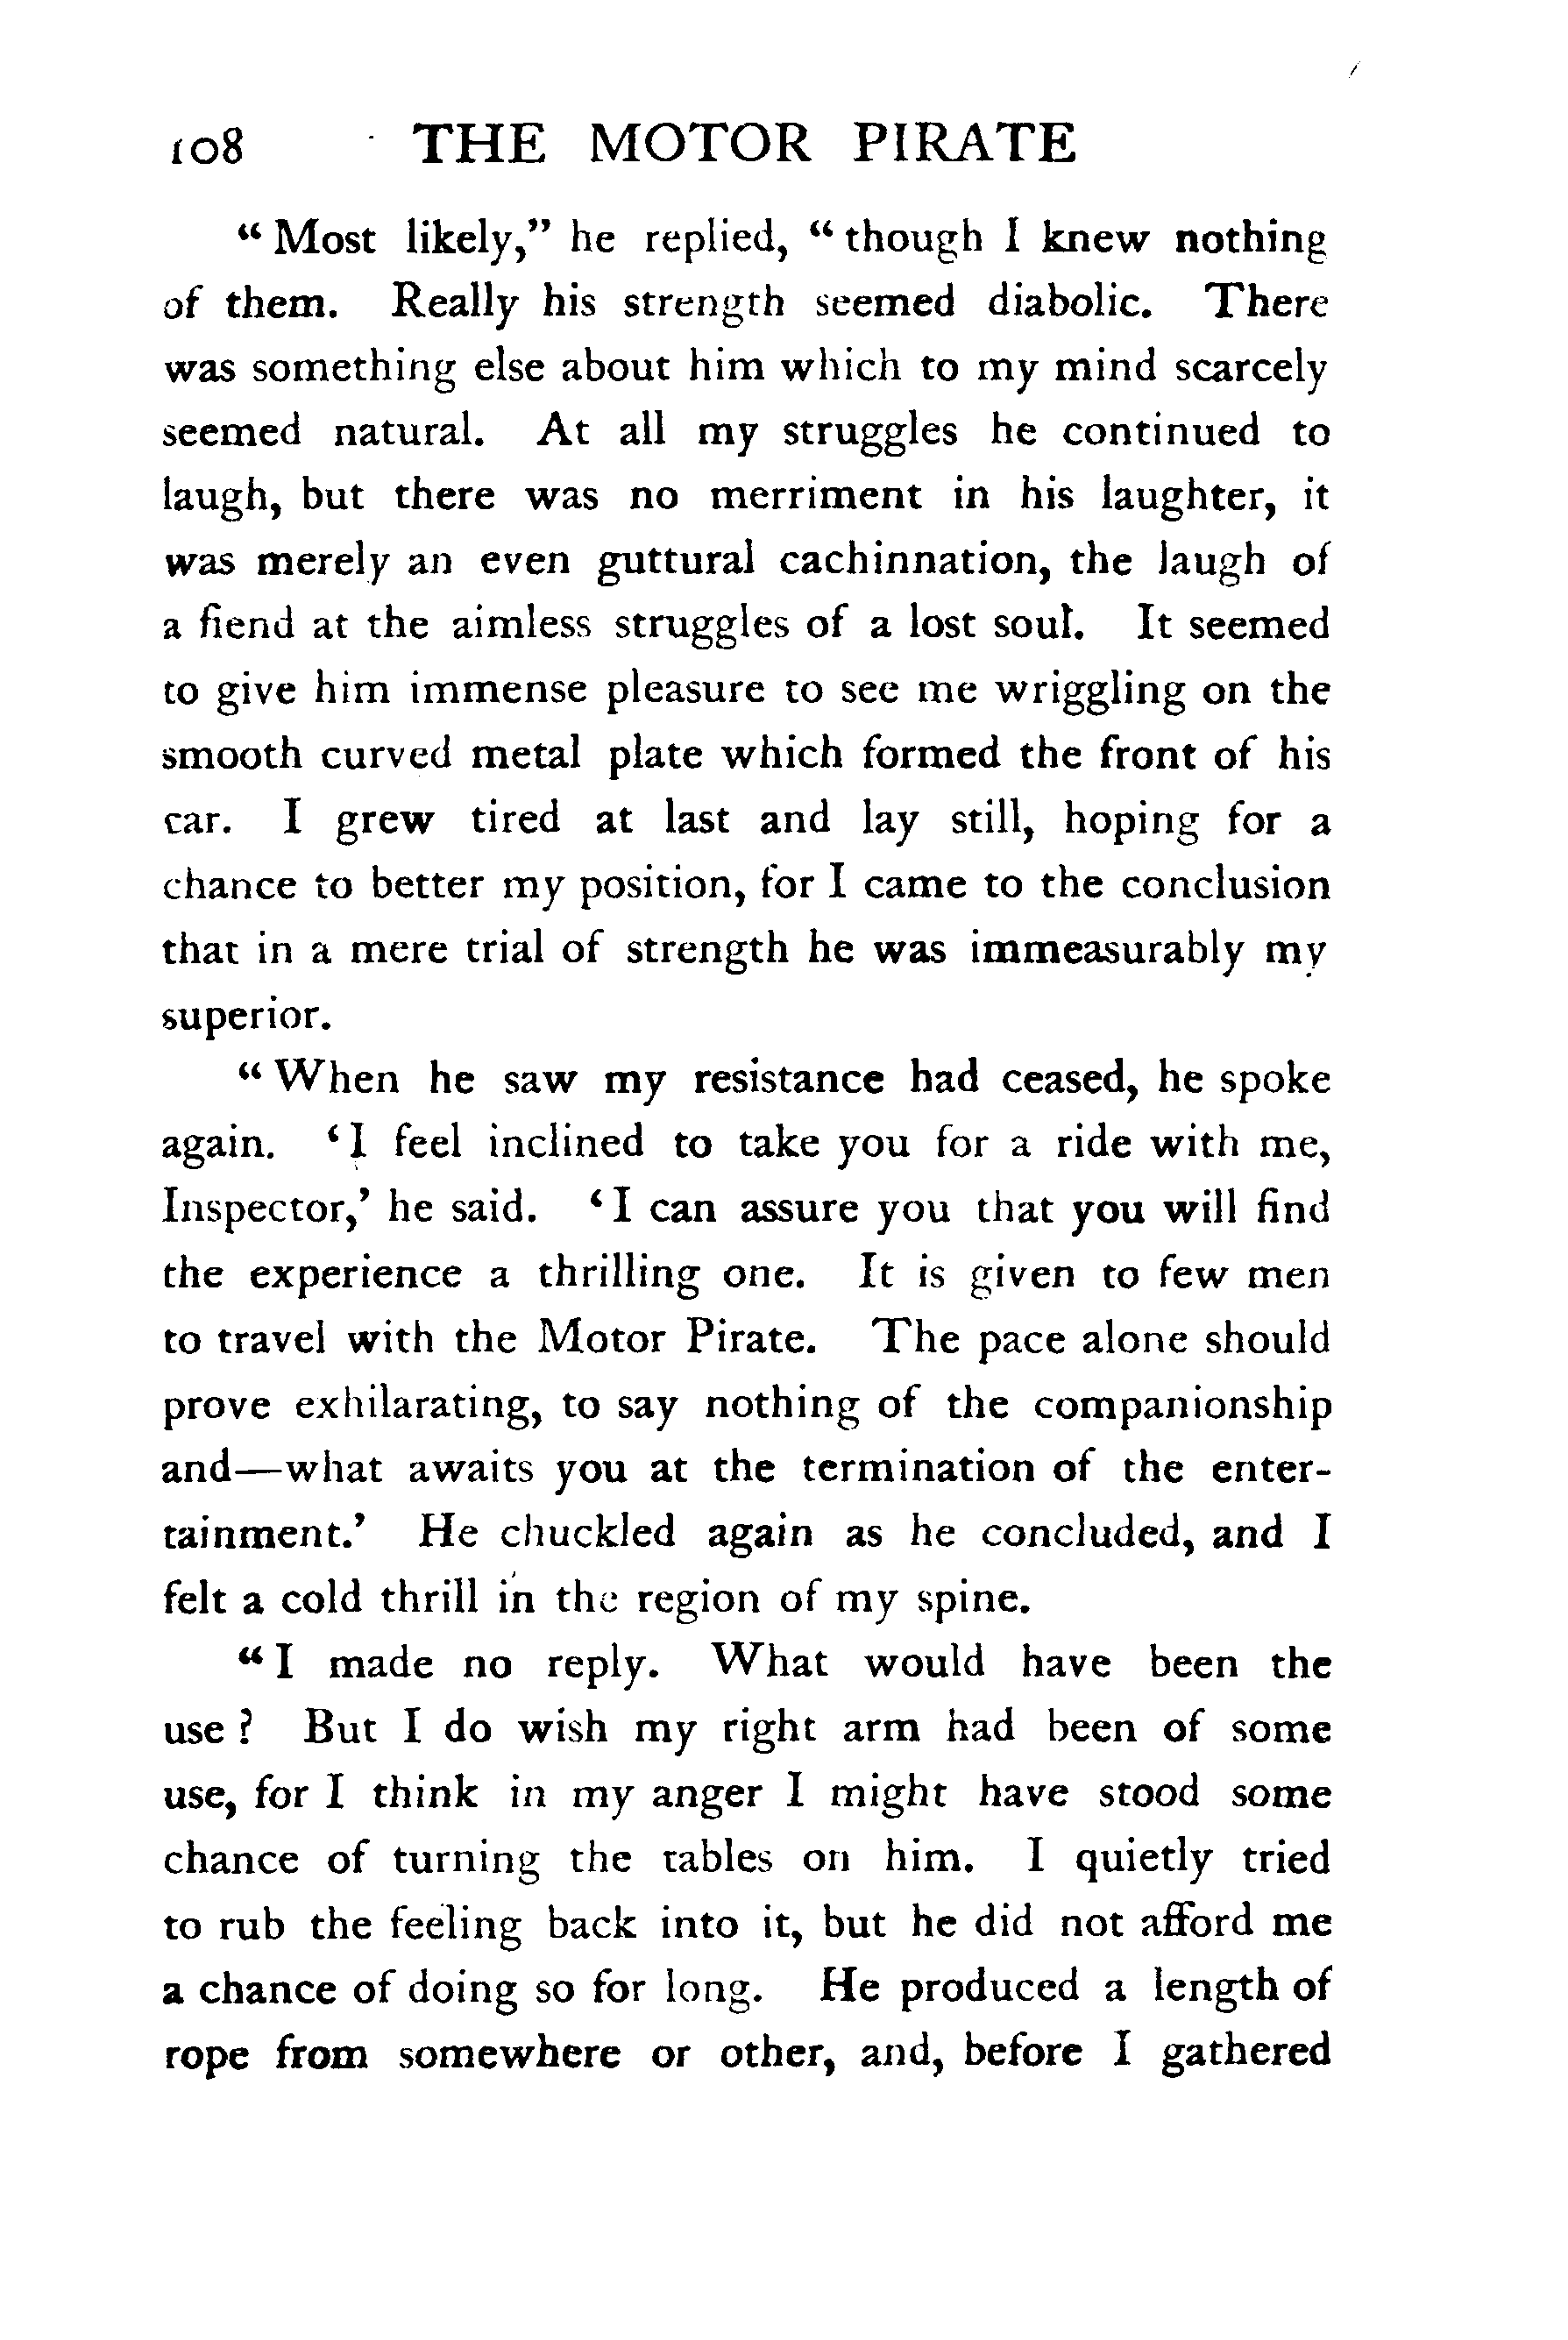 108 THE MOTOR PIRATE
“Most likely,” he replied, “though I knew nothing
of them. Really his strength seemed diabolic. There
was something else about him which to my mind scarcely
seemed natural. At all my struggles he continued to
laugh, but there was no merriment in his laughter, it
was merely an even guttural cachinnation, the laugh of
a fiend at the aimless struggles of a lost soul. It seemed
to give him immense pleasure to see me wriggling on the
smooth curved metal plate which formed the front of his
car. I grew tired at last and lay still, hoping for a
chance to better my position, for I came to the conclusion
that in a mere trial of strength he was immeasurably my
superior.
“When he saw my resistance had ceased, he spoke
again. ‘I feel inclined to take you for a ride with me,
Inspector,’ he said. ‘I can assure you that you will find
the experience a thrilling one. It is given to few men
to travel with the Motor Pirate. The pace alone should
prove exhilarating, to say nothing of the companionship
and—what awaits you at the termination of the enter-
tainment.’ He chuckled again as he concluded, and I
felt a cold thrill in the region of my spine.
“I made no reply. What would have been the
use? But I do wish my right arm had been of some
use, for I think in my anger I might have stood some
chance of turning the tables on him. I quietly tried
to rub the feeling back into it, but he did not afford me
a chance of doing so for long. He produced a length of
rope from somewhere or other, and, before I gathered